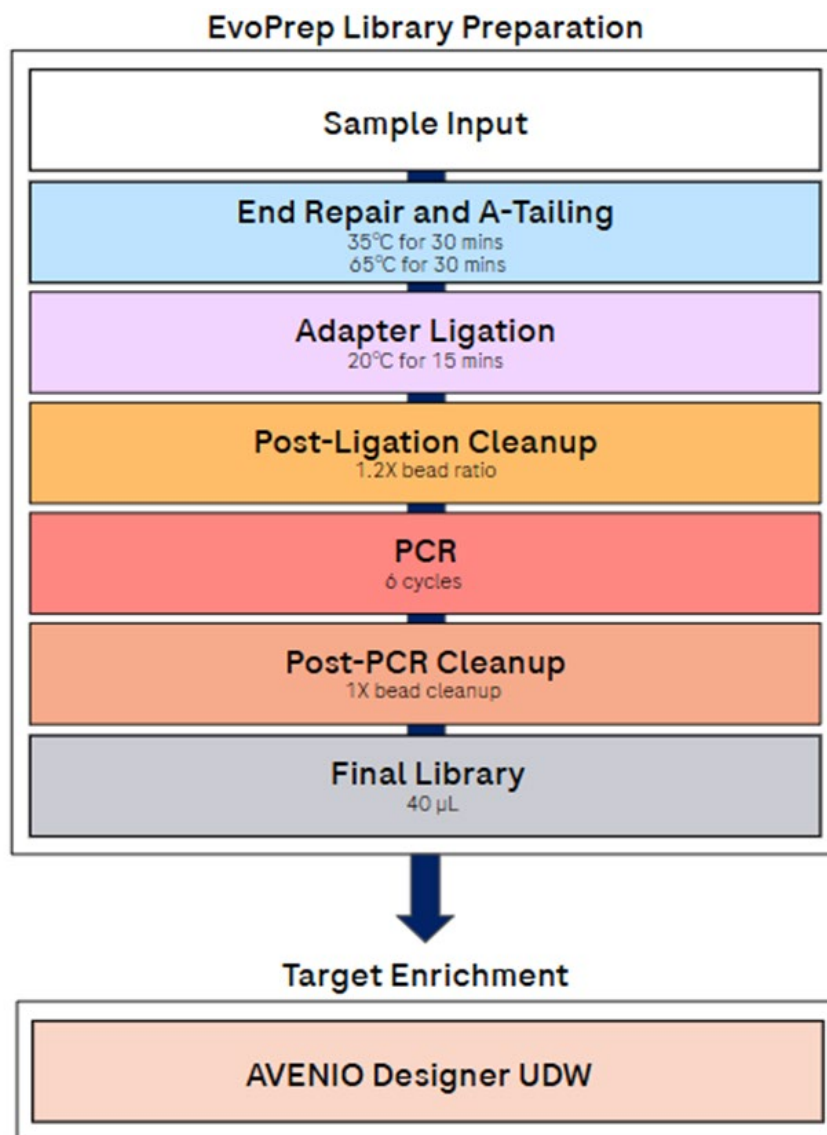 EvoPrep Library Preparation
Sample Input
End Repair and A-Tailing
35°C for 30 mins
65°C for 30 mins
Adapter Ligation
20°C for 15 mins
Post-Ligation Cleanup
1.2X bead ratio
PCR
6 cycles
Post-PCR Cleanup
1X bead cleanup
Final Library
40 µL
Target Enrichment
AVENIO Designer UDW